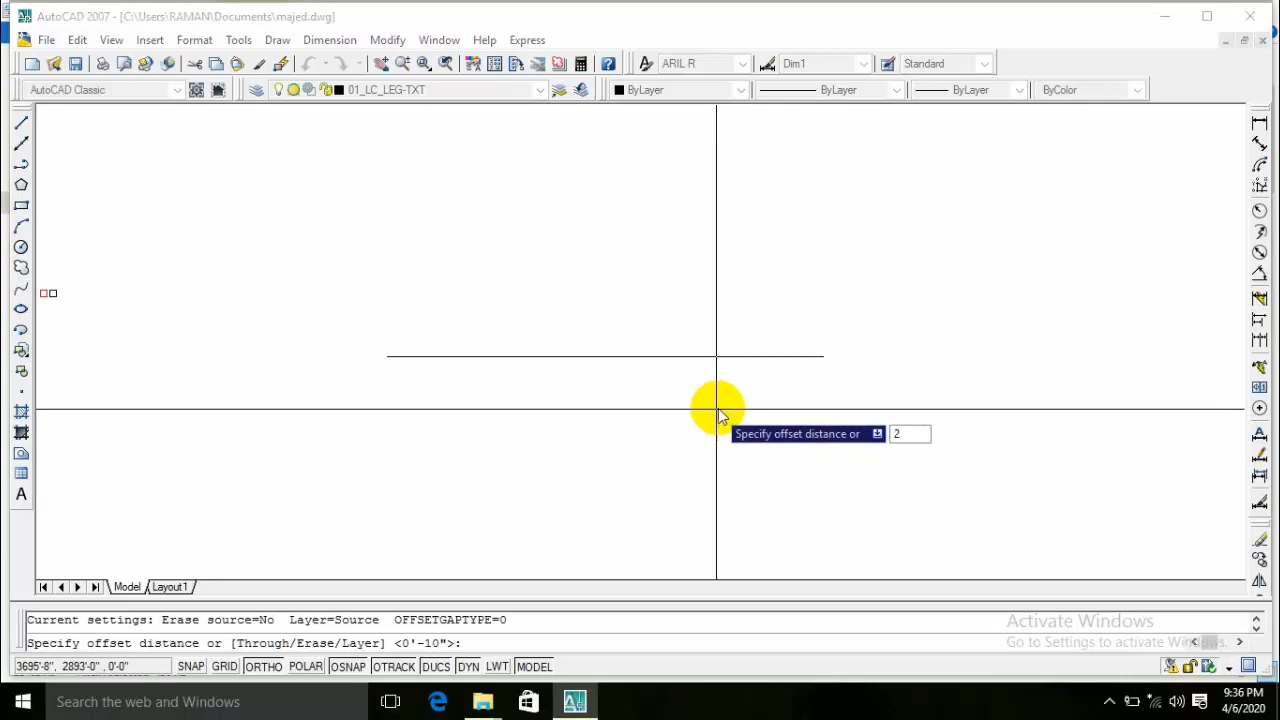 AutoCAD 2007 - [C:\Users\RAMAN\Documents\majed.dwg]
File Edit View Insert Format Tools Draw Dimension Modify Window Help Express
ARIL R Dim1 Standard
AutoCAD Classic 01_LC_LEG-TXT ByLayer ByLayer ByLayer ByColor
Specify offset distance or 2
A
Model Layout1
Current settings: Erase source=No Layer=Source OFFSETGAPTYPE=0
Specify offset distance or [Through/Erase/Layer] <0'-10">:
Activate Windows
Go to Settings to activate Windows.
3695'-8", 2893'-0" , 0'-0" SNAP GRID ORTHO POLAR OSNAP OTRACK DUCS DYN LWT MODEL
Search the web and Windows
9:36 PM
4/6/2020